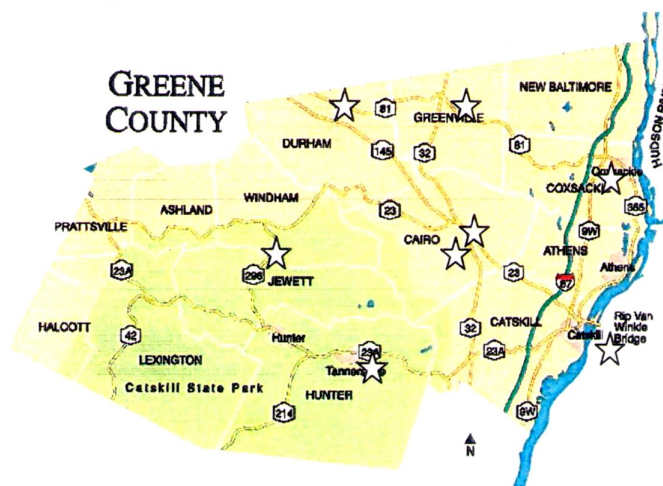 GREENE
COUNTY
NEW BALTIMORE
HUDSON
81
GREENVILLE
DURHAM
145
32
81
Coxsackie
COXSACKIE
385
WINDHAM
ASHLAND
PRATTSVILLE
23
CAIRO
9W
ATHENS
Athens
23A
296
JEWETT
23
87
HALCOTT
42
Hunter
32
CATSKILL
Rip Van
Winkle
Bridge
Catskill
LEXINGTON
23A
23A
Catskill State Park
HUNTER
214
9W
N